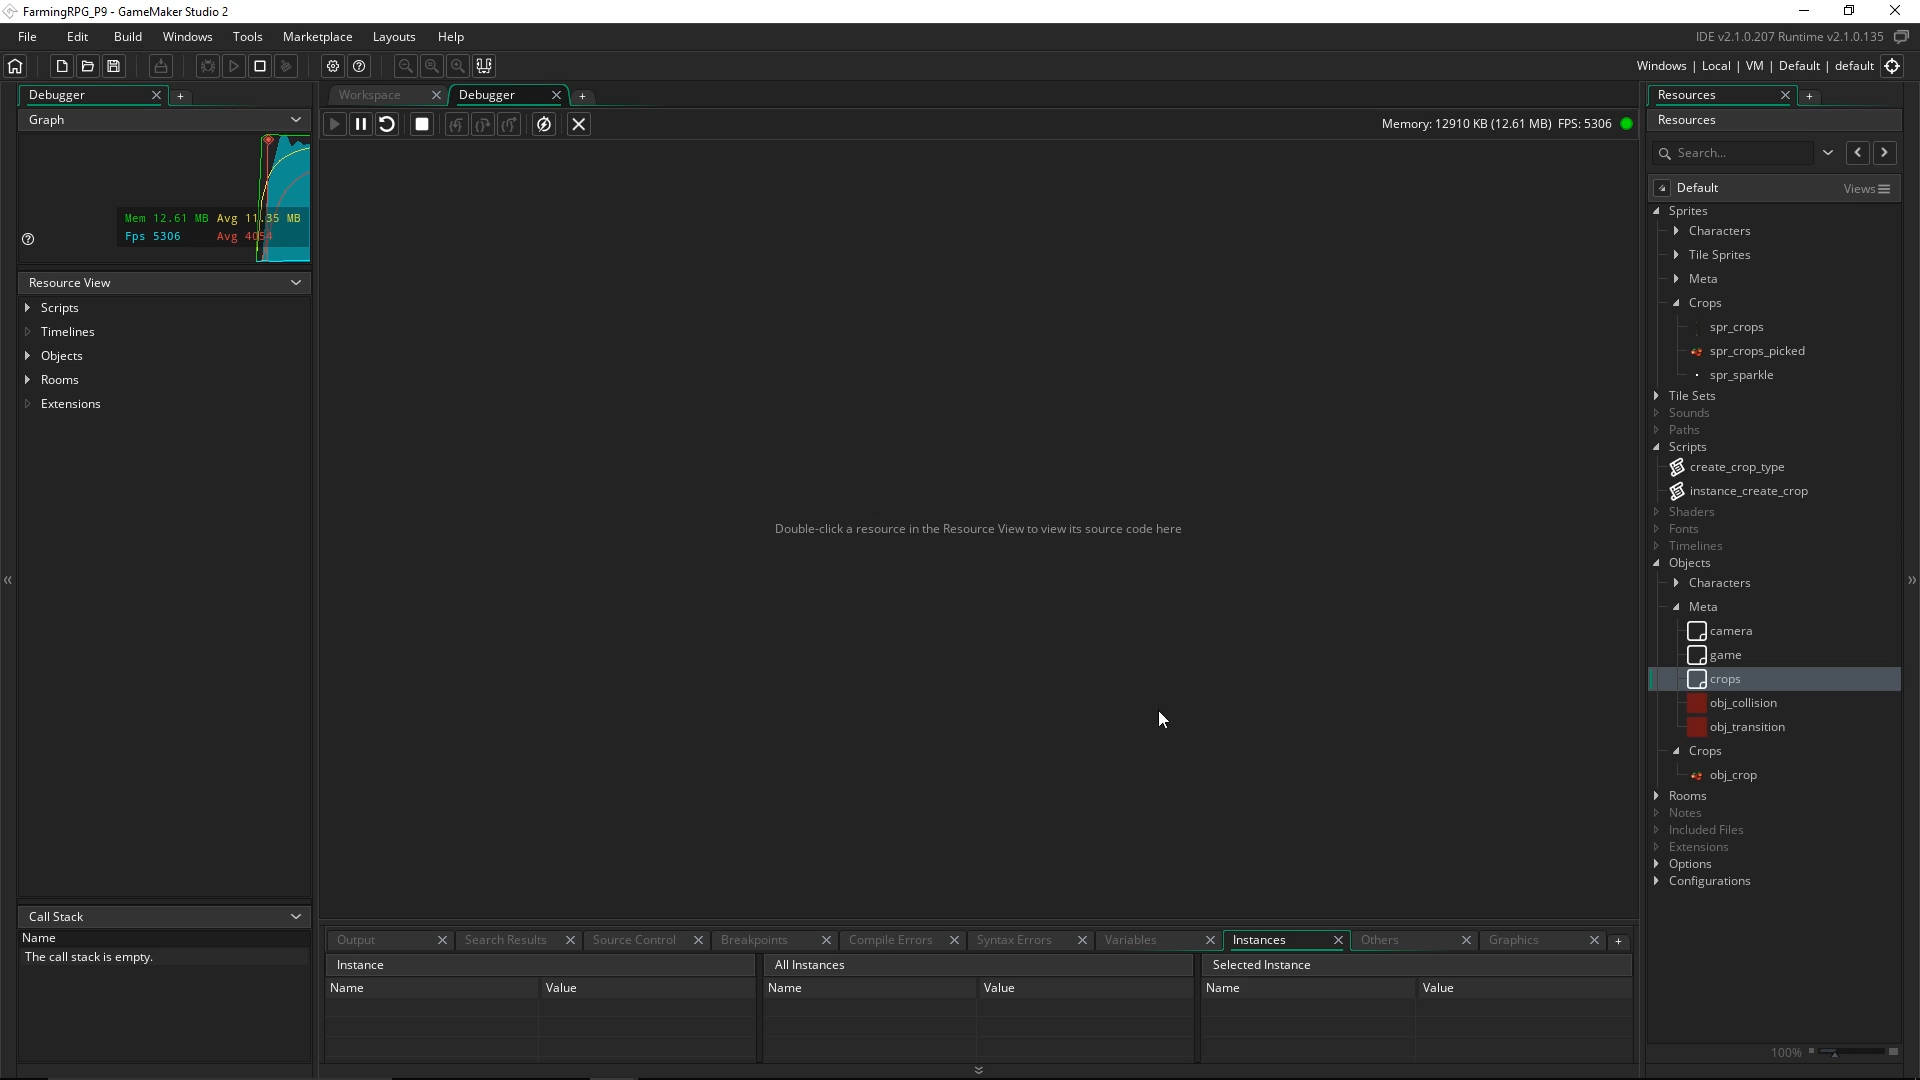 FarmingRPG_P9 - GameMaker Studio 2
File Edit Build Windows Tools Marketplace Layouts Help
IDE v2.1.0.207 Runtime v2.1.0.135
Windows | Local | VM | Default | default
Debugger
Workspace
Debugger
Resources
Graph
Memory: 12910 KB (12.61 MB) FPS: 5306
Resources
Search...
Default
Views
Mem 12.61 MB Avg 11.35 MB
Fps 5306 Avg 4054
Resource View
Scripts
Timelines
Objects
Rooms
Extensions
Double-click a resource in the Resource View to view its source code here
Sprites
Characters
Tile Sprites
Meta
Crops
spr_crops
spr_crops_picked
spr_sparkle
Tile Sets
Sounds
Paths
Scripts
create_crop_type
instance_create_crop
Shaders
Fonts
Timelines
Objects
Characters
Meta
camera
game
crops
obj_collision
obj_transition
Crops
obj_crop
Rooms
Notes
Included Files
Extensions
Options
Configurations
100%
Call Stack
Name
The call stack is empty.
Output Search Results Source Control Breakpoints Compile Errors Syntax Errors Variables Instances Others Graphics
Instance All Instances Selected Instance
Name Value Name Value Name Value